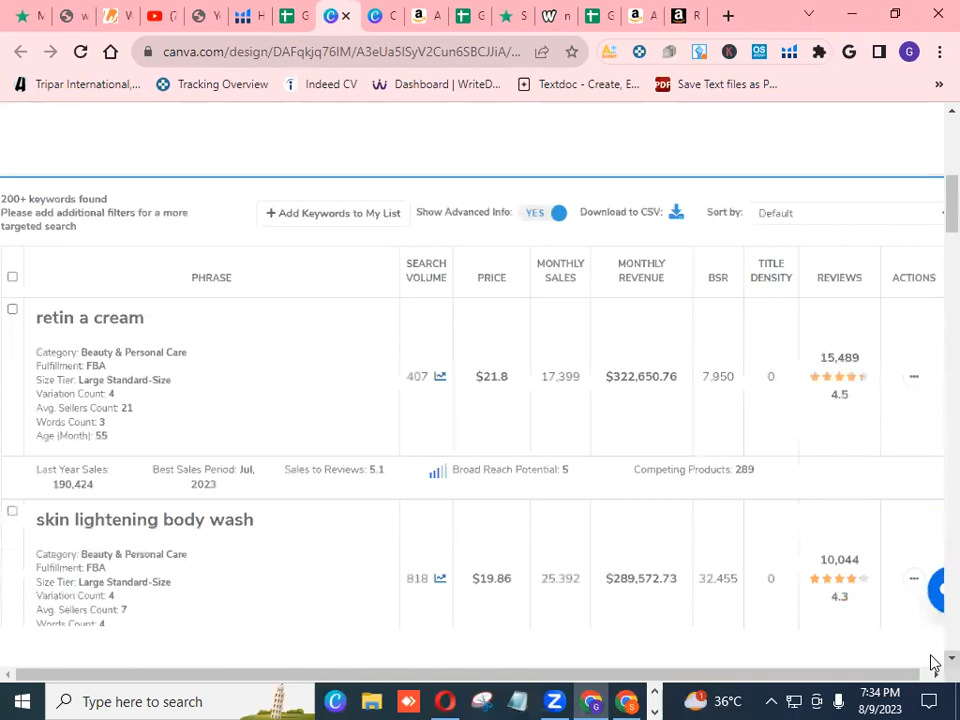 M
w
W
(7
Y
H
G
C
A
G
S
n
G
A
R
canva.com/design/DAFqkjq76IM/A3eUa5ISyV2Cun6SBCJJiA/...
G
Tripar International,...
Tracking Overview
Indeed CV
Dashboard | WriteD...
Textdoc - Create, E...
Save Text files as P...
»
200+ keywords found
Please add additional filters for a more
targeted search
+ Add Keywords to My List
Show Advanced Info:
YES
Download to CSV:
Sort by:
Default
PHRASE
SEARCH
VOLUME
PRICE
MONTHLY
SALES
MONTHLY
REVENUE
BSR
TITLE
DENSITY
REVIEWS
ACTIONS
retin a cream
Category: Beauty & Personal Care
Fulfillment: FBA
Size Tier: Large Standard-Size
Variation Count: 4
Avg. Sellers Count: 21
Words Count: 3
Age (Month): 55
407
$21.8
17,399
$322,650.76
7,950
0
15,489
4.5
Last Year Sales:
190,424
Best Sales Period: Jul,
2023
Sales to Reviews: 5.1
Broad Reach Potential: 5
Competing Products: 289
skin lightening body wash
Category: Beauty & Personal Care
Fulfillment: FBA
Size Tier: Large Standard-Size
Variation Count: 4
Avg. Sellers Count: 7
Words Count: 4
818
$19.86
25,392
$289,572.73
32,455
0
10,044
4.3
Type here to search
36°C
7:34 PM
8/9/2023